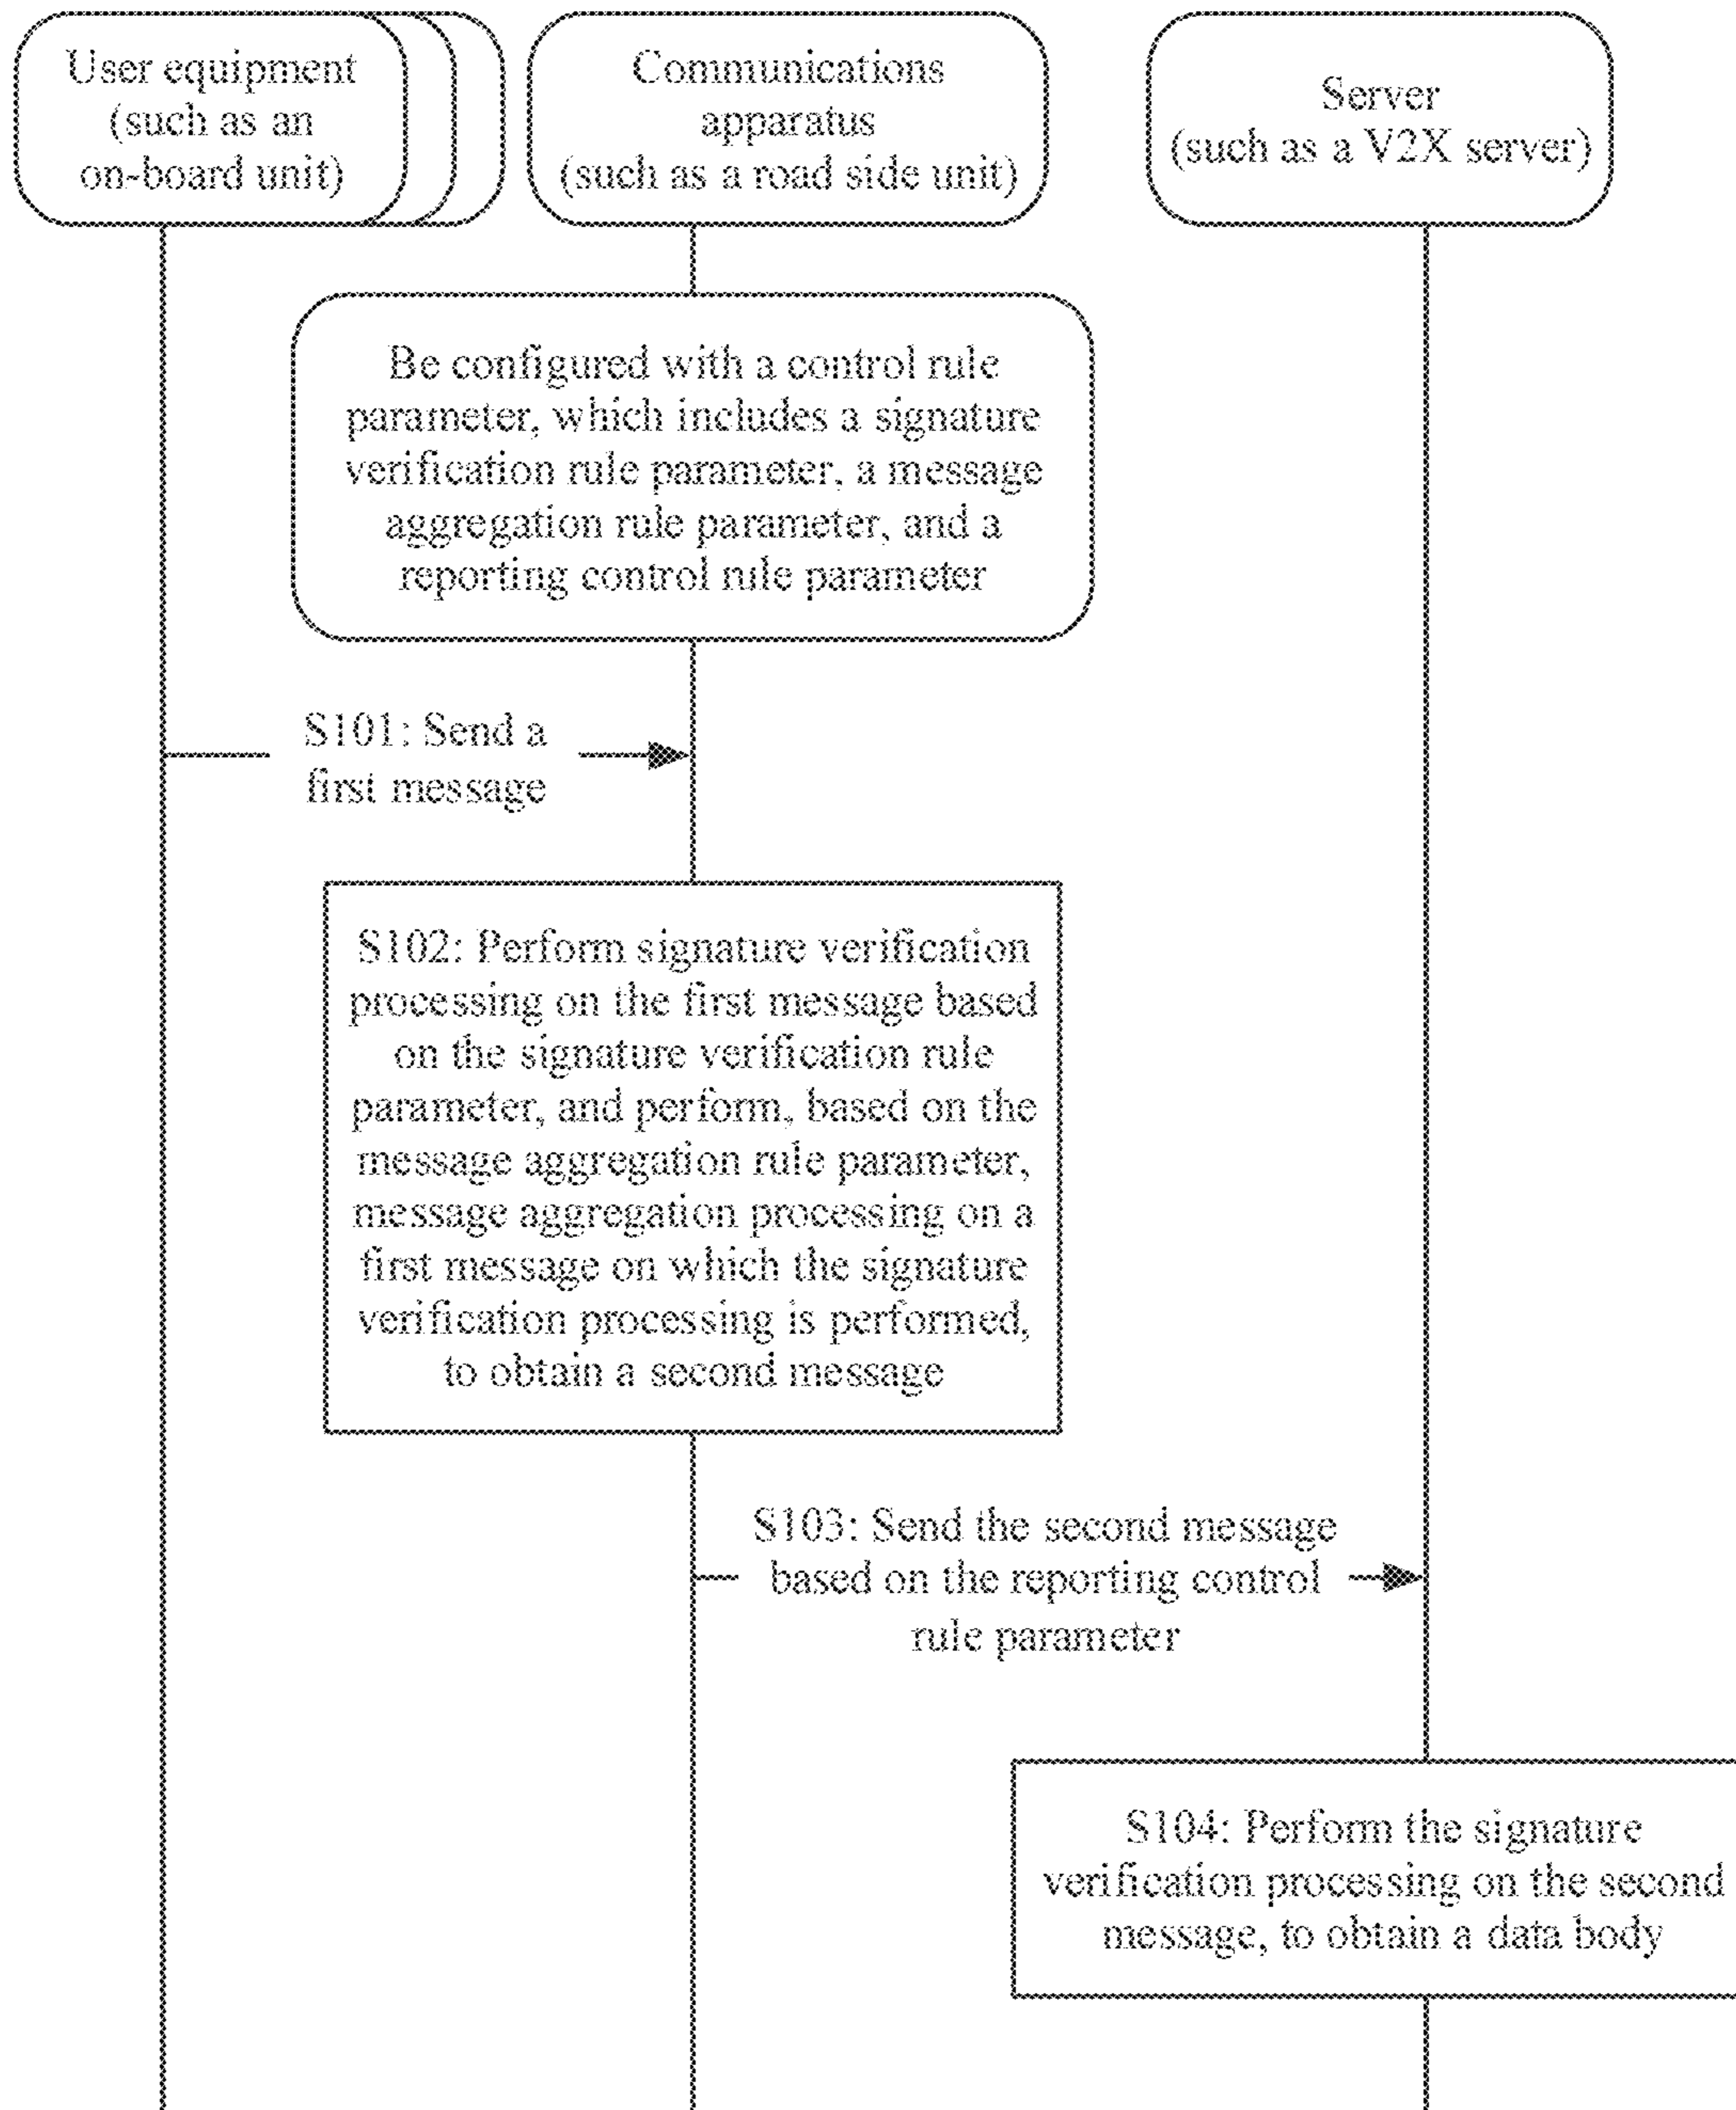 User equipment
(such as an
on-board unit)
Communications
apparatus
(such as a road side unit)
Server
(such as a V2X server)
Be configured with a control rule
parameter, which includes a signature
verification rule parameter, a message
aggregation rule parameter, and a
reporting control rule parameter
S101: Send a
first message
S102: Perform signature verification
processing on the first message based
on the signature verification rule
parameter, and perform, based on the
message aggregation rule parameter,
message aggregation processing on a
first message on which the signature
verification processing is performed,
to obtain a second message
S103: Send the second message
based on the reporting control
rule parameter
S104: Perform the signature
verification processing on the second
message, to obtain a data body